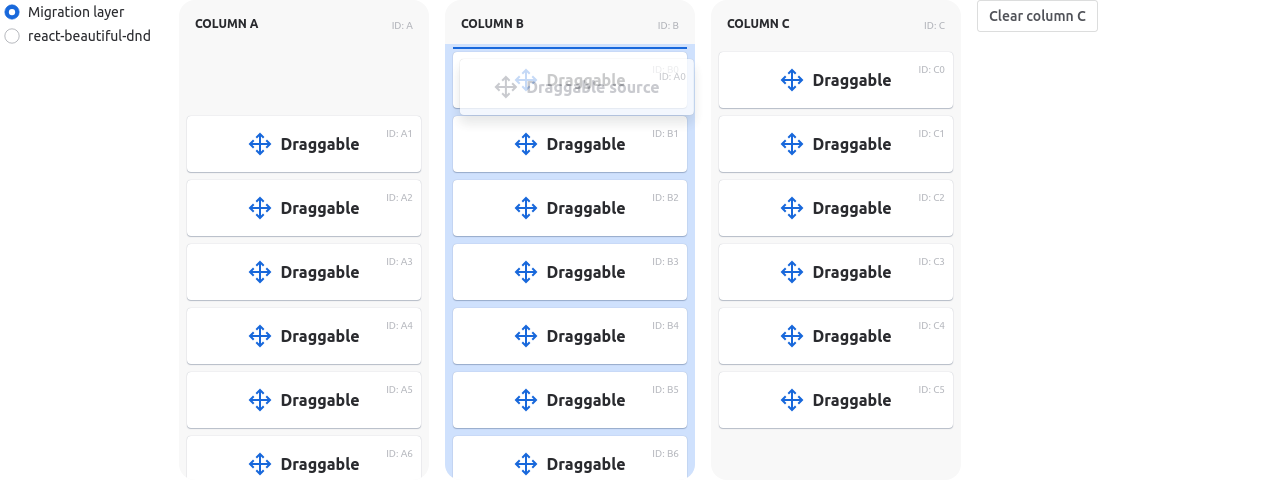 Migration layer
react-beautiful-dnd
COLUMN A
ID: A
Draggable
ID: A1
Draggable
ID: A2
Draggable
ID: A3
Draggable
ID: A4
Draggable
ID: A5
Draggable
ID: A6
COLUMN B
ID: B
Draggable
ID: B0
Draggable source
ID: A0
Draggable
ID: B1
Draggable
ID: B2
Draggable
ID: B3
Draggable
ID: B4
Draggable
ID: B5
Draggable
ID: B6
COLUMN C
ID: C
Draggable
ID: C0
Draggable
ID: C1
Draggable
ID: C2
Draggable
ID: C3
Draggable
ID: C4
Draggable
ID: C5
Clear column C